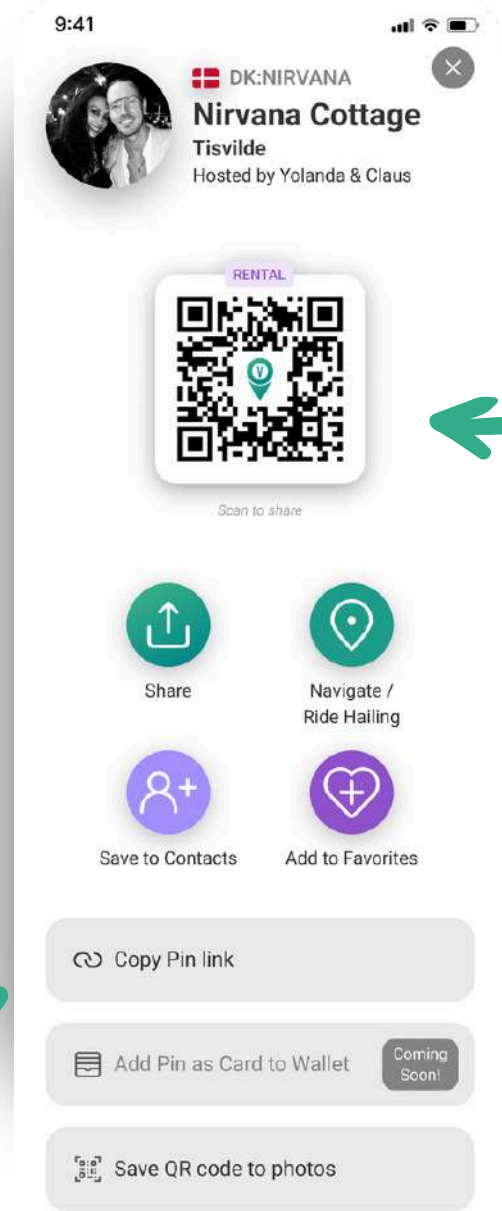 9:41
DK:NIRVANA
Nirvana Cottage
Tisvilde
Hosted by Yolanda & Claus
RENTAL
Scan to share
Share
Navigate /
Ride Hailing
Save to Contacts
Add to Favorites
Copy Pin link
Add Pin as Card to Wallet
Coming
Soon!
Save QR code to photos